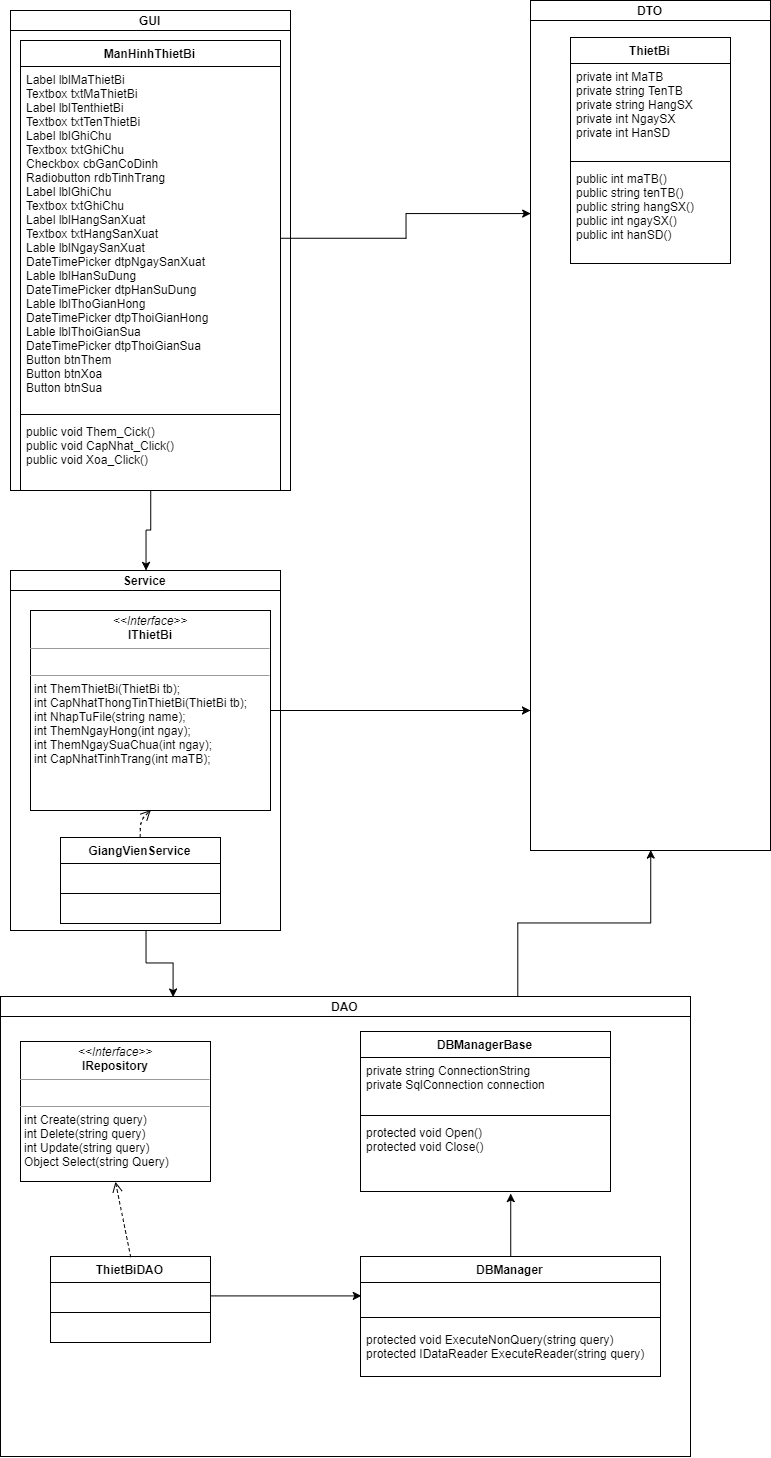 GUI
ManHinhThietBi
Label lblMaThietBi
Textbox txtMaThietBi
Label lblTenthietBi
Textbox txtTenThietBi
Label lblGhiChu
Textbox txtGhiChu
Checkbox cbGanCoDinh
Radiobutton rdbTinhTrang
Label lblGhiChu
Textbox txtGhiChu
Label lblHangSanXuat
Textbox txtHangSanXuat
Lable lblNgaySanXuat
DateTimePicker dtpNgaySanXuat
Lable lblHanSuDung
DateTimePicker dtpHanSuDung
Lable lblThoGianHong
DateTimePicker dtpThoiGianHong
Lable lblThoiGianSua
DateTimePicker dtpThoiGianSua
Button btnThem
Button btnXoa
Button btnSua
public void Them_Cick()
public void CapNhat_Click()
public void Xoa_Click()
DTO
ThietBi
private int MaTB
private string TenTB
private string HangSX
private int NgaySX
private int HanSD
public int maTB()
public string tenTB()
public string hangSX()
public int ngaySX()
public int hanSD()
Service
<<Interface>>
IThietBi
int ThemThietBi(ThietBi tb);
int CapNhatThongTinThietBi(ThietBi tb);
int NhapTuFile(string name);
int ThemNgayHong(int ngay);
int ThemNgaySuaChua(int ngay);
int CapNhatTinhTrang(int maTB);
GiangVienService
DAO
<<Interface>>
IRepository
int Create(string query)
int Delete(string query)
int Update(string query)
Object Select(string Query)
DBManagerBase
private string ConnectionString
private SqlConnection connection
protected void Open()
protected void Close()
ThietBiDAO
DBManager
protected void ExecuteNonQuery(string query)
protected IDataReader ExecuteReader(string query)